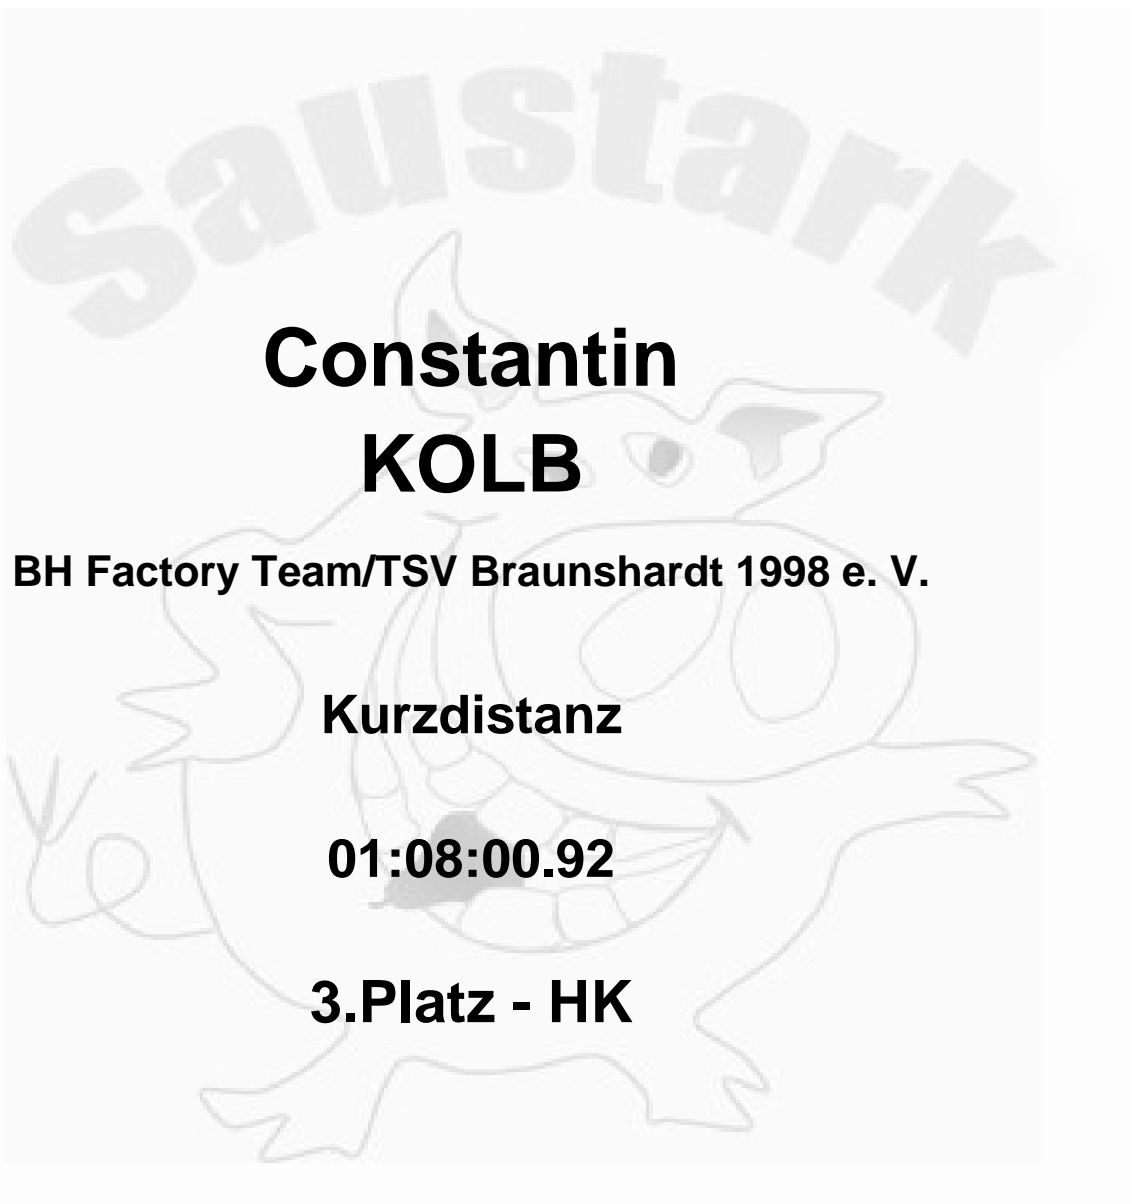 Saustark
Constantin
KOLB
BH Factory Team/TSV Braunshardt 1998 e. V.
Kurzdistanz
01:08:00.92
3.Platz - HK